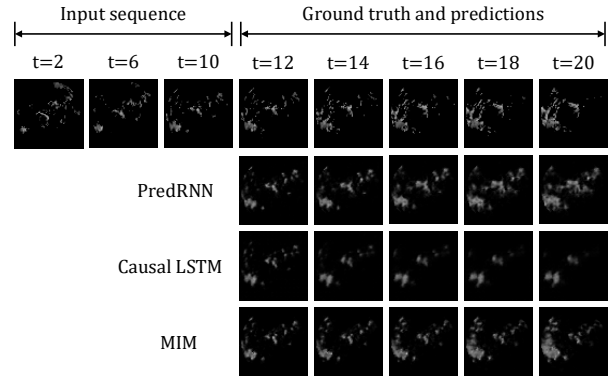 Input sequence Ground truth and predictions
t=2 t=6 t=10 t=12 t=14 t=16 t=18 t=20
PredRNN
Causal LSTM
MIM